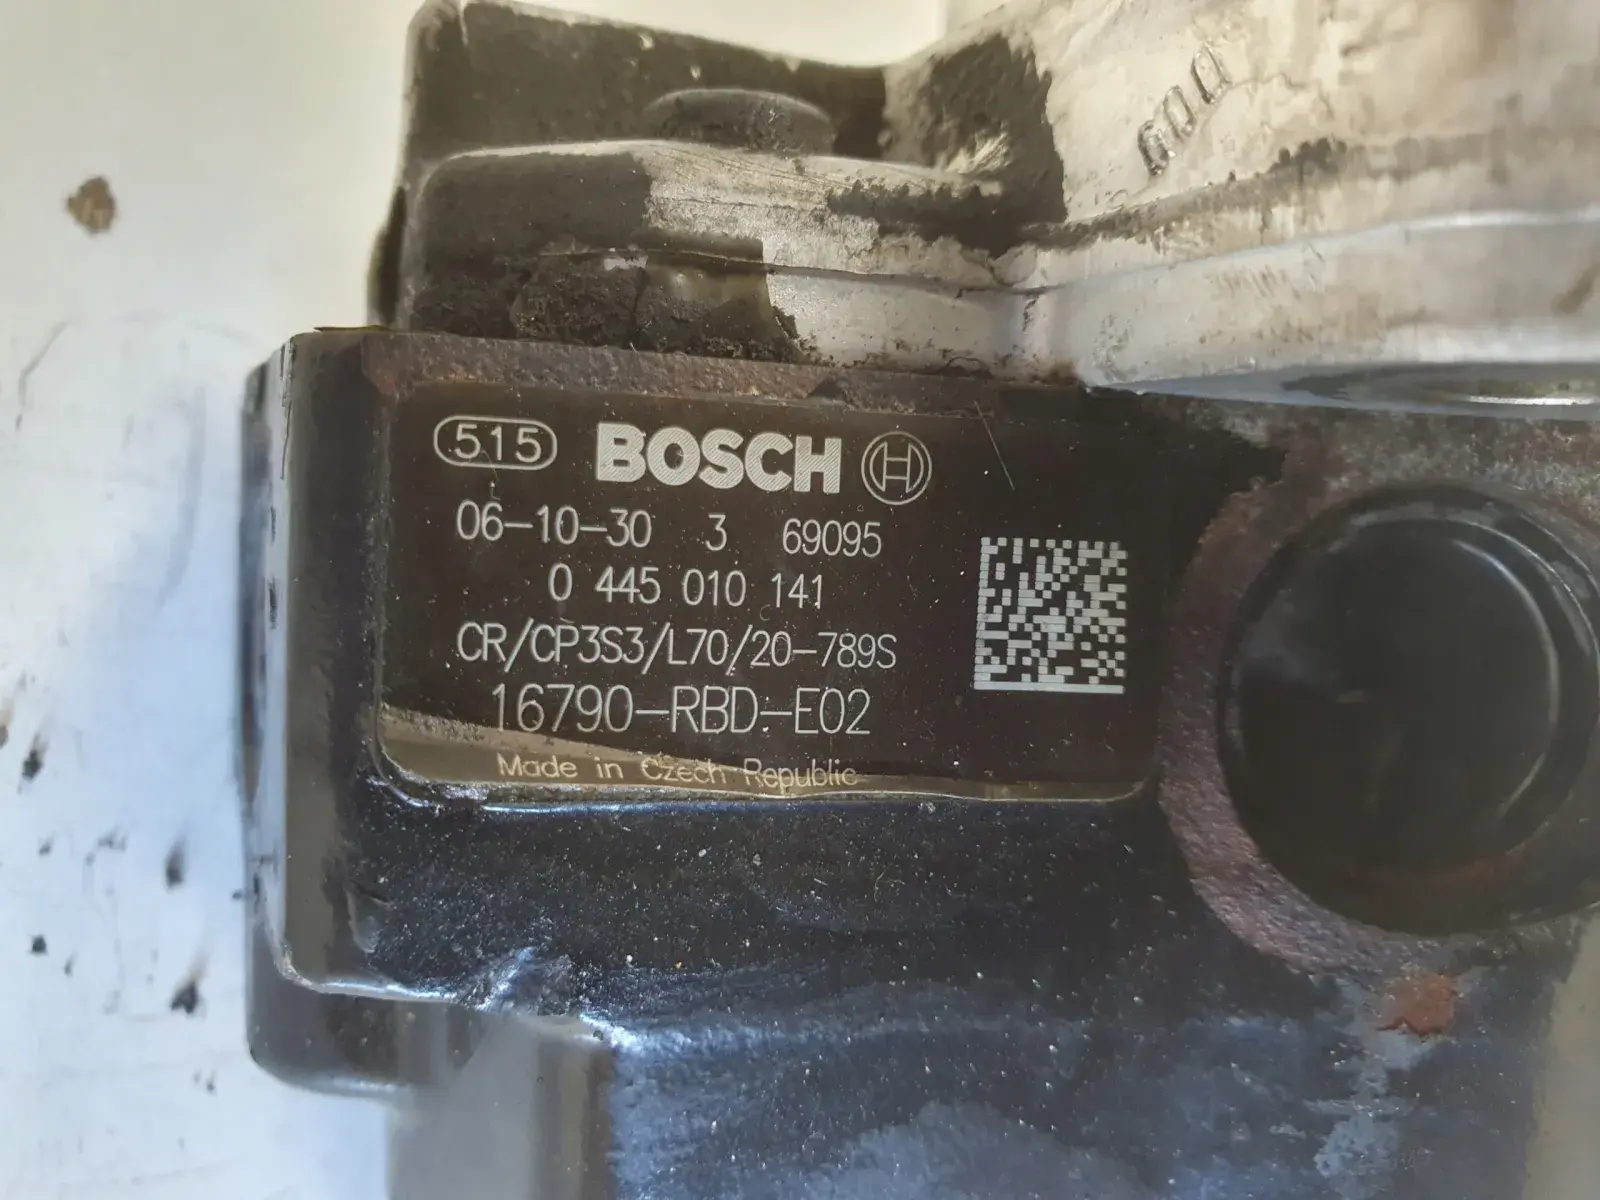 600
515 BOSCH
06-10-30 3 69095
0 445 010 141
CR/CP3S3/L70/20-789S
16790-RBD-E02
Made in Czech Republic